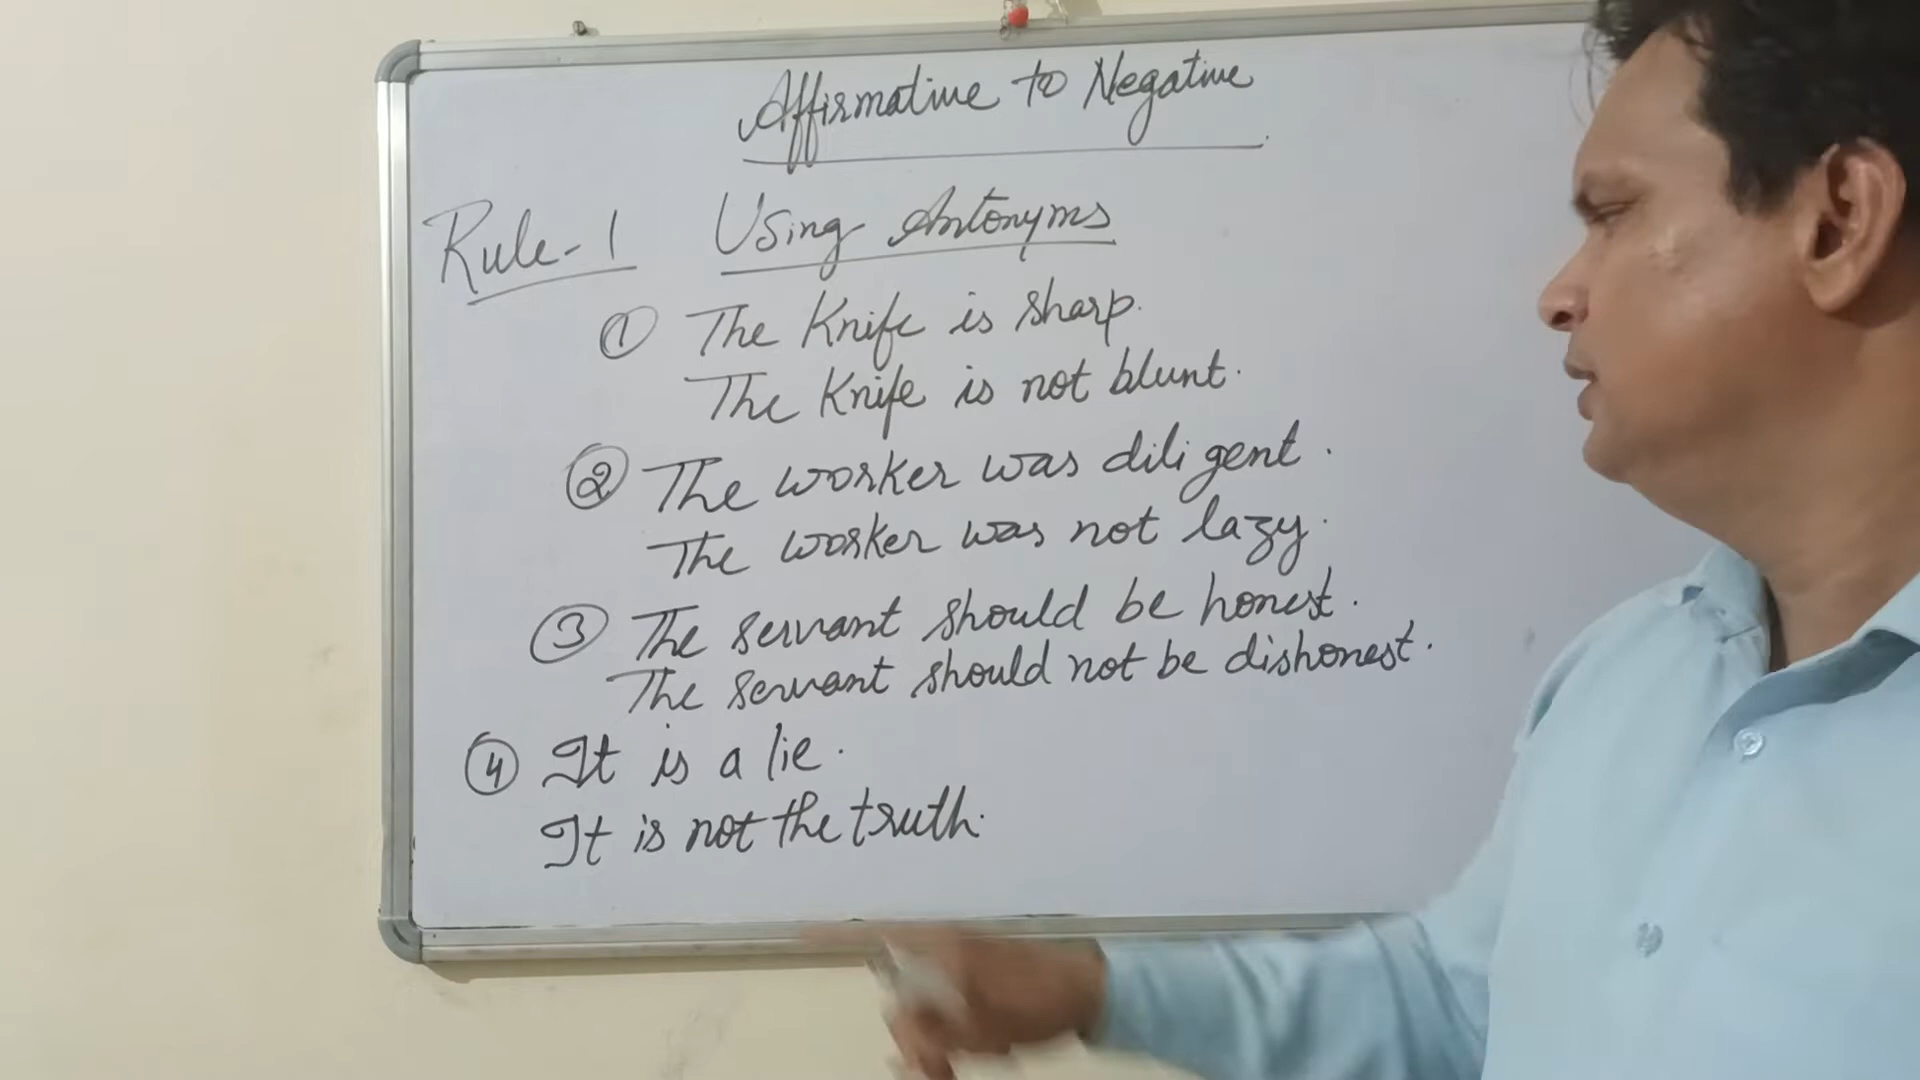 Affirmative to Negative
Rule-1 Using Antonyms
① The Knife is sharp.
The Knife is not blunt.
② The worker was diligent.
The worker was not lazy.
③ The servant should be honest.
The servant should not be dishonest.
④ It is a lie.
It is not the truth.